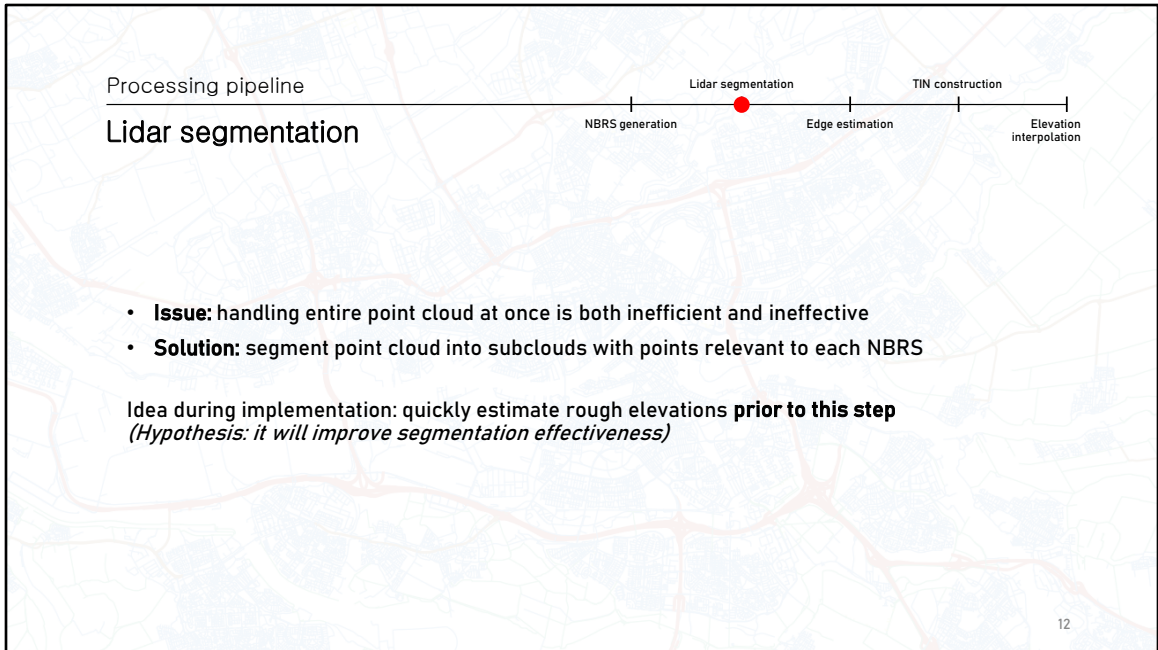 Processing pipeline
Lidar segmentation
Lidar segmentation
TIN construction
NBRS generation
Edge estimation
Elevation
interpolation
• Issue: handling entire point cloud at once is both inefficient and ineffective
• Solution: segment point cloud into subclouds with points relevant to each NBRS
Idea during implementation: quickly estimate rough elevations prior to this step
(Hypothesis: it will improve segmentation effectiveness)
12